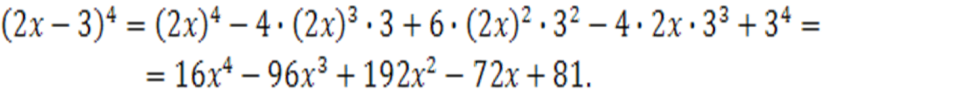 (2x − 3)⁴ = (2x)⁴ − 4 · (2x)³ · 3 + 6 · (2x)² · 3² − 4 · 2x · 3³ + 3⁴ =
= 16x⁴ − 96x³ + 192x² − 72x + 81.